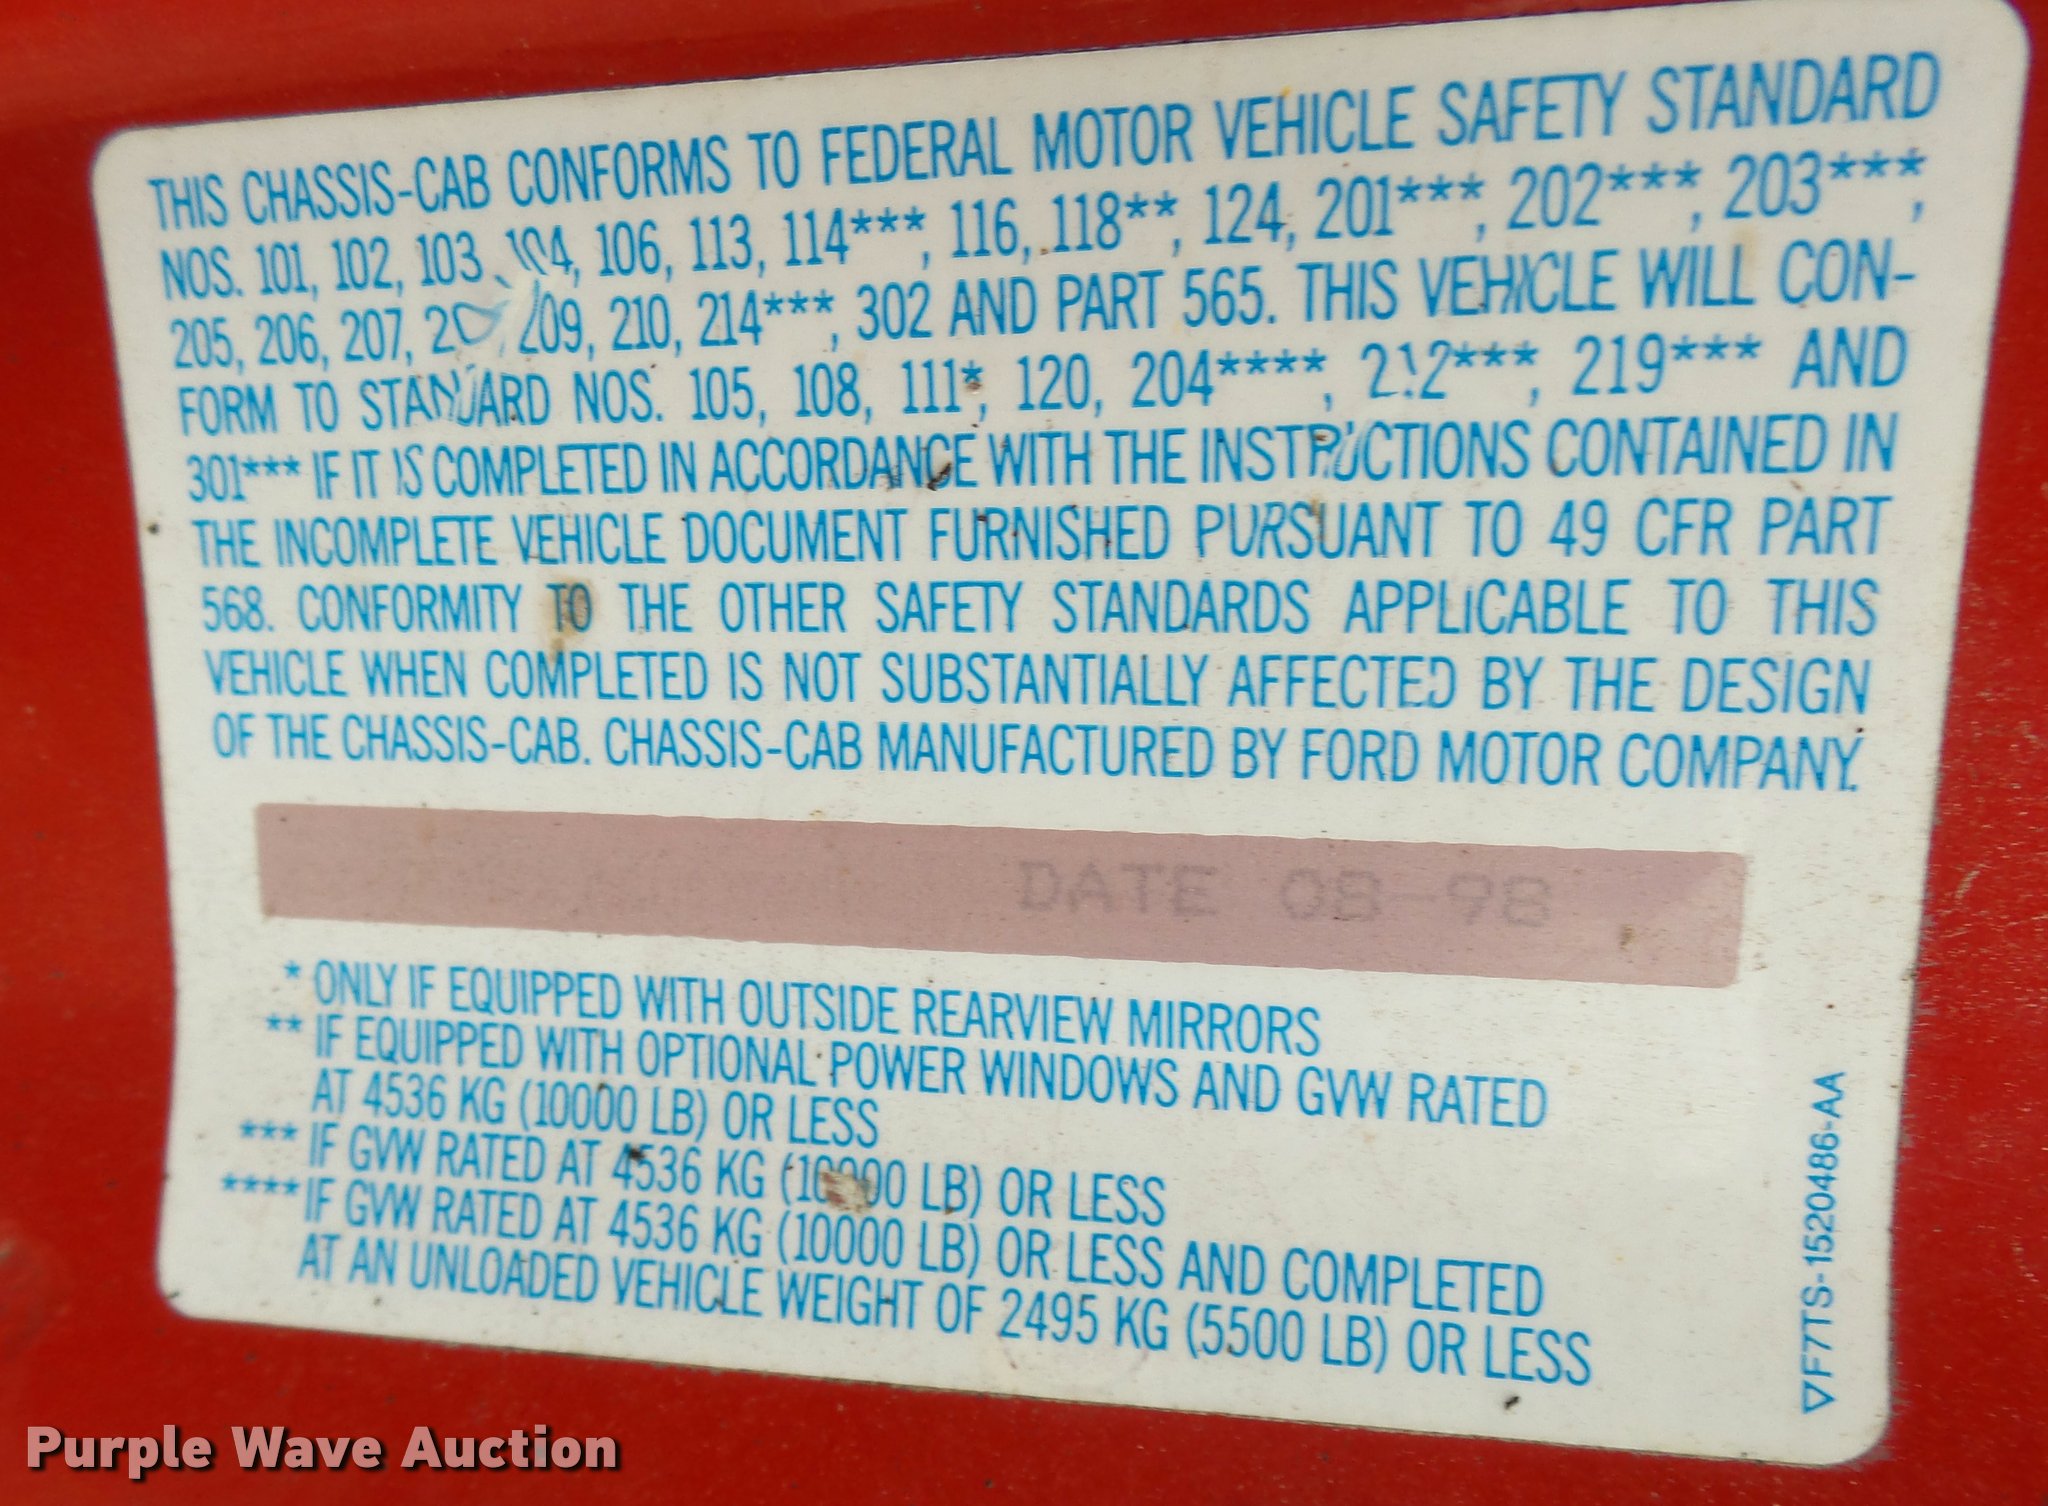 THIS CHASSIS-CAB CONFORMS TO FEDERAL MOTOR VEHICLE SAFETY STANDARD
NOS. 101, 102, 103, 104, 106, 113, 114***, 116, 118**, 124, 201***, 202***, 203***,
205, 206, 207, 209, 210, 214***, 302 AND PART 565. THIS VEHICLE WILL CON-
FORM TO STANDARD NOS. 105, 108, 111*, 120, 204****, 212***, 219*** AND
301*** IF IT IS COMPLETED IN ACCORDANCE WITH THE INSTRUCTIONS CONTAINED IN
THE INCOMPLETE VEHICLE DOCUMENT FURNISHED PURSUANT TO 49 CFR PART
568. CONFORMITY TO THE OTHER SAFETY STANDARDS APPLICABLE TO THIS
VEHICLE WHEN COMPLETED IS NOT SUBSTANTIALLY AFFECTED BY THE DESIGN
OF THE CHASSIS-CAB. CHASSIS-CAB MANUFACTURED BY FORD MOTOR COMPANY.
DATE 08-98
* ONLY IF EQUIPPED WITH OUTSIDE REARVIEW MIRRORS
** IF EQUIPPED WITH OPTIONAL POWER WINDOWS AND GVW RATED
AT 4536 KG (10000 LB) OR LESS
*** IF GVW RATED AT 4536 KG (10000 LB) OR LESS
**** IF GVW RATED AT 4536 KG (10000 LB) OR LESS AND COMPLETED
AT AN UNLOADED VEHICLE WEIGHT OF 2495 KG (5500 LB) OR LESS
▽F7TS-1520486-AA
Purple Wave Auction